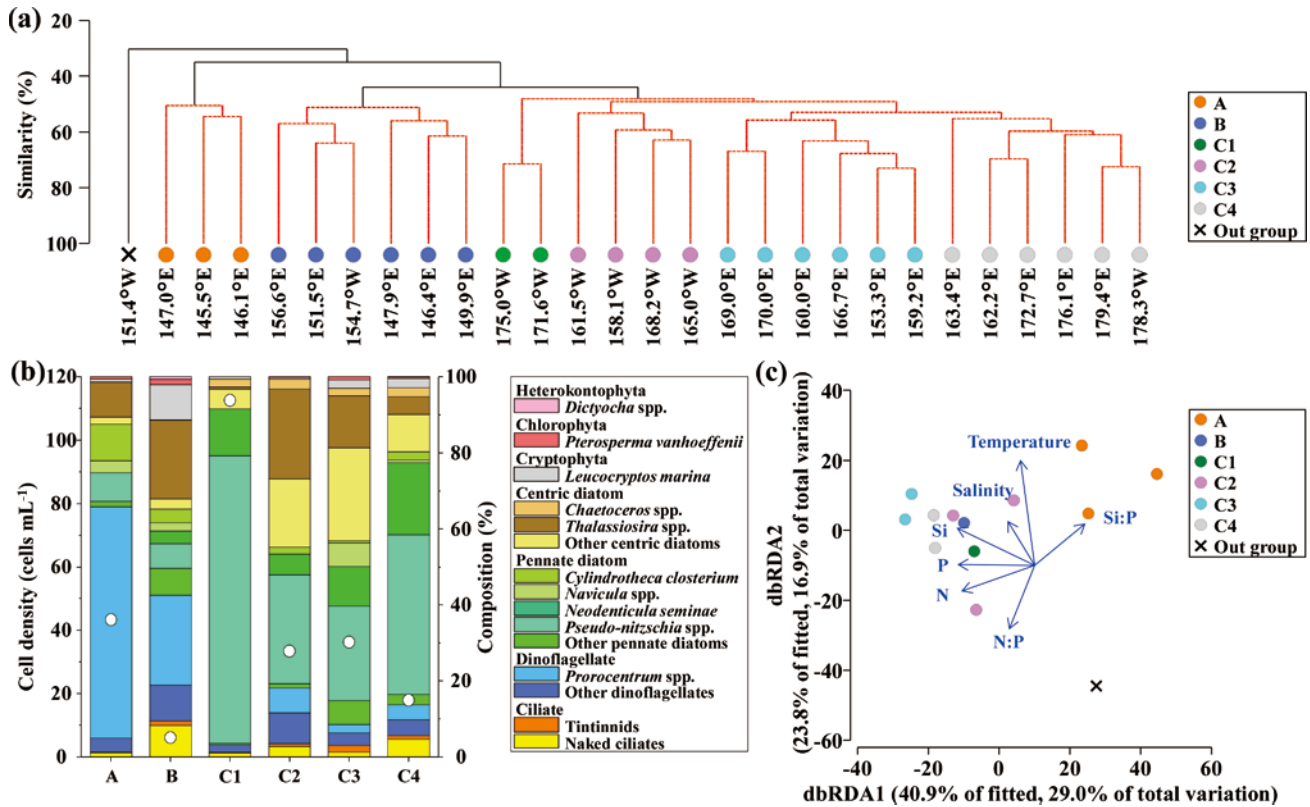 (a)
Similarity (%)
20
40
60
80
100
151.4°W
147.0°E
145.5°E
146.1°E
156.6°E
151.5°E
154.7°W
147.9°E
146.4°E
149.9°E
175.0°W
171.6°W
161.5°W
158.1°W
168.2°W
165.0°W
169.0°E
170.0°E
160.0°E
166.7°E
153.3°E
159.2°E
163.4°E
162.2°E
172.7°E
176.1°E
179.4°E
178.3°W
A
B
C1
C2
C3
C4
Out group
(b)
Cell density (cells mL⁻¹)
120
100
80
60
40
20
0
A
B
C1
C2
C3
C4
100
80
60
40
20
0
Composition (%)
Heterokontophyta
Dictyocha spp.
Chlorophyta
Pterosperma vanhoeffenii
Cryptophyta
Leucocryptos marina
Centric diatom
Chaetoceros spp.
Thalassiosira spp.
Other centric diatoms
Pennate diatom
Cylindrotheca closterium
Navicula spp.
Neodenticula seminae
Pseudo-nitzschia spp.
Other pennate diatoms
Dinoflagellate
Prorocentrum spp.
Other dinoflagellates
Ciliate
Tintinnids
Naked ciliates
(c)
dbRDA2
(23.8% of fitted, 16.9% of total variation)
40
20
0
-20
-40
-60
Temperature
Salinity
Si:P
Si
P
N
N:P
-40
-20
0
20
40
60
dbRDA1 (40.9% of fitted, 29.0% of total variation)
A
B
C1
C2
C3
C4
Out group